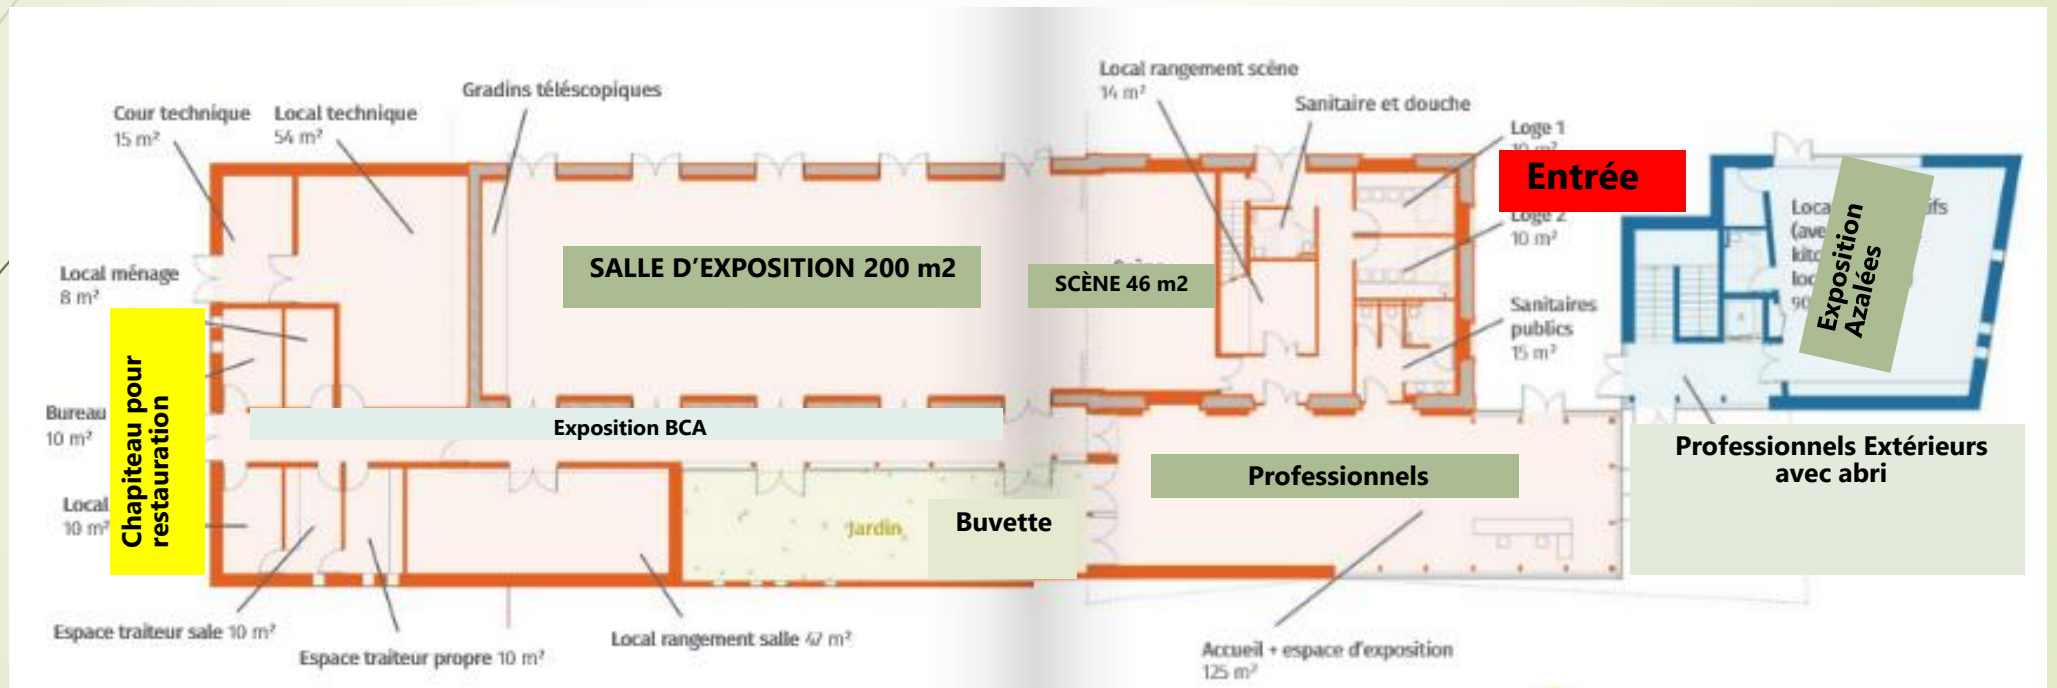 Cour technique
15 m²
Local technique
54 m²
Gradins téléscopiques
Local rangement scène
14 m²
Sanitaire et douche
Loge 1
10 m²
Entrée
Loge 2
10 m²
Local ménage
8 m²
SALLE D’EXPOSITION 200 m2
SCÈNE 46 m2
Sanitaires
publics
15 m²
Exposition
Azalées
Chapiteau pour
restauration
Bureau
10 m²
Exposition BCA
Local
10 m²
Jardin
Buvette
Professionnels
Professionnels Extérieurs
avec abri
Espace traiteur sale 10 m²
Espace traiteur propre 10 m²
Local rangement salle 47 m²
Accueil + espace d'exposition
125 m²